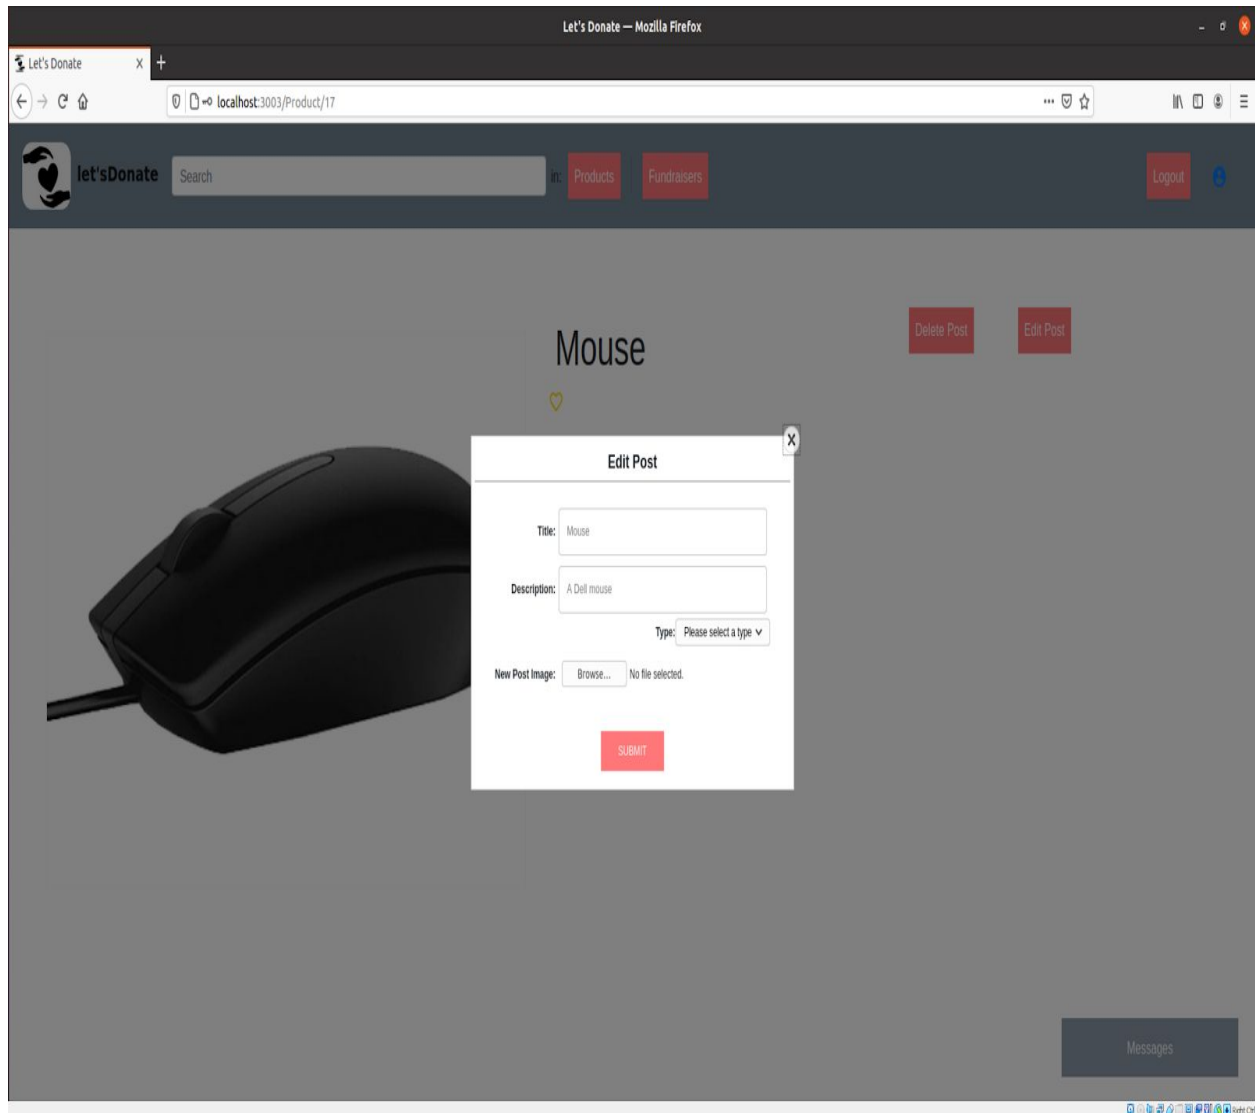 Let's Donate — Mozilla Firefox
Let's Donate
localhost:3003/Product/17
let'sDonate Search in: Products Fundraisers Logout
Delete Post Edit Post
Mouse
Edit Post
Title: Mouse
Description: A Dell mouse
Type: Please select a type
New Post Image: Browse... No file selected.
SUBMIT
Messages
Right Ctrl